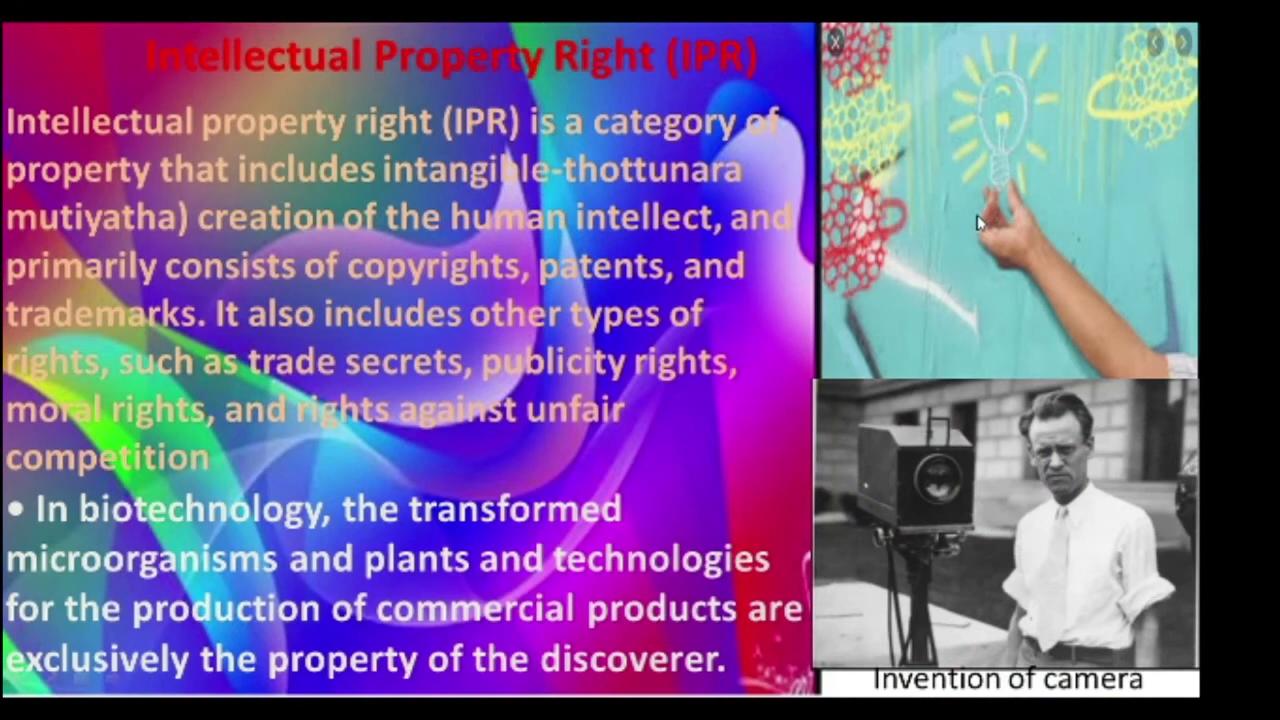 Intellectual Property Right (IPR)
Intellectual property right (IPR) is a category of
property that includes intangible-thottunara
mutiyatha) creation of the human intellect, and
primarily consists of copyrights, patents, and
trademarks. It also includes other types of
rights, such as trade secrets, publicity rights,
moral rights, and rights against unfair
competition
• In biotechnology, the transformed
microorganisms and plants and technologies
for the production of commercial products are
exclusively the property of the discoverer.
Invention of camera